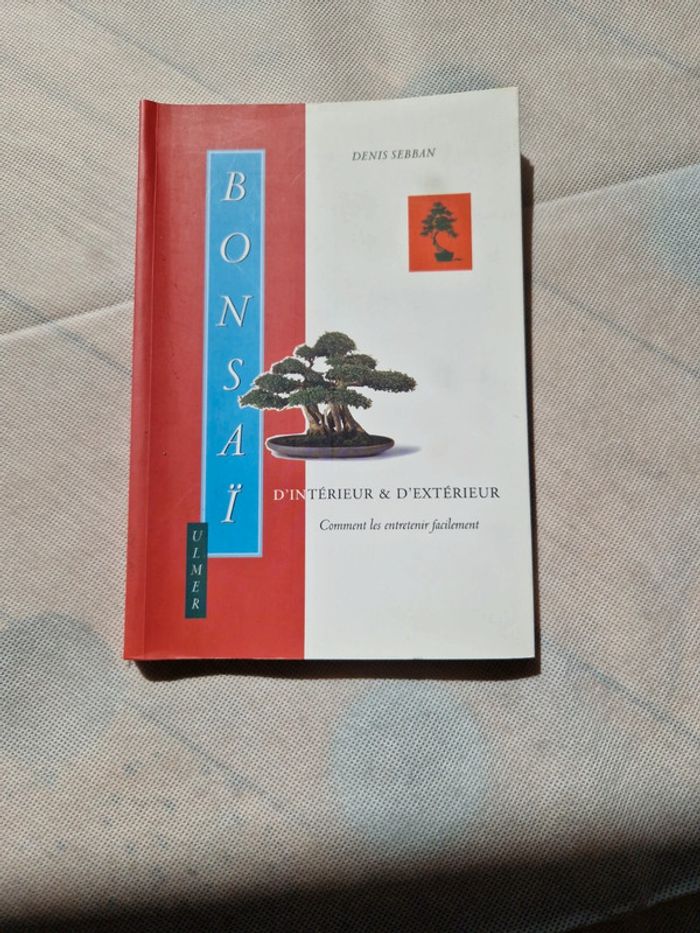 DENIS SEBBAN
BONSAÏ
D'INTÉRIEUR & D'EXTÉRIEUR
Comment les entretenir facilement
ULMER